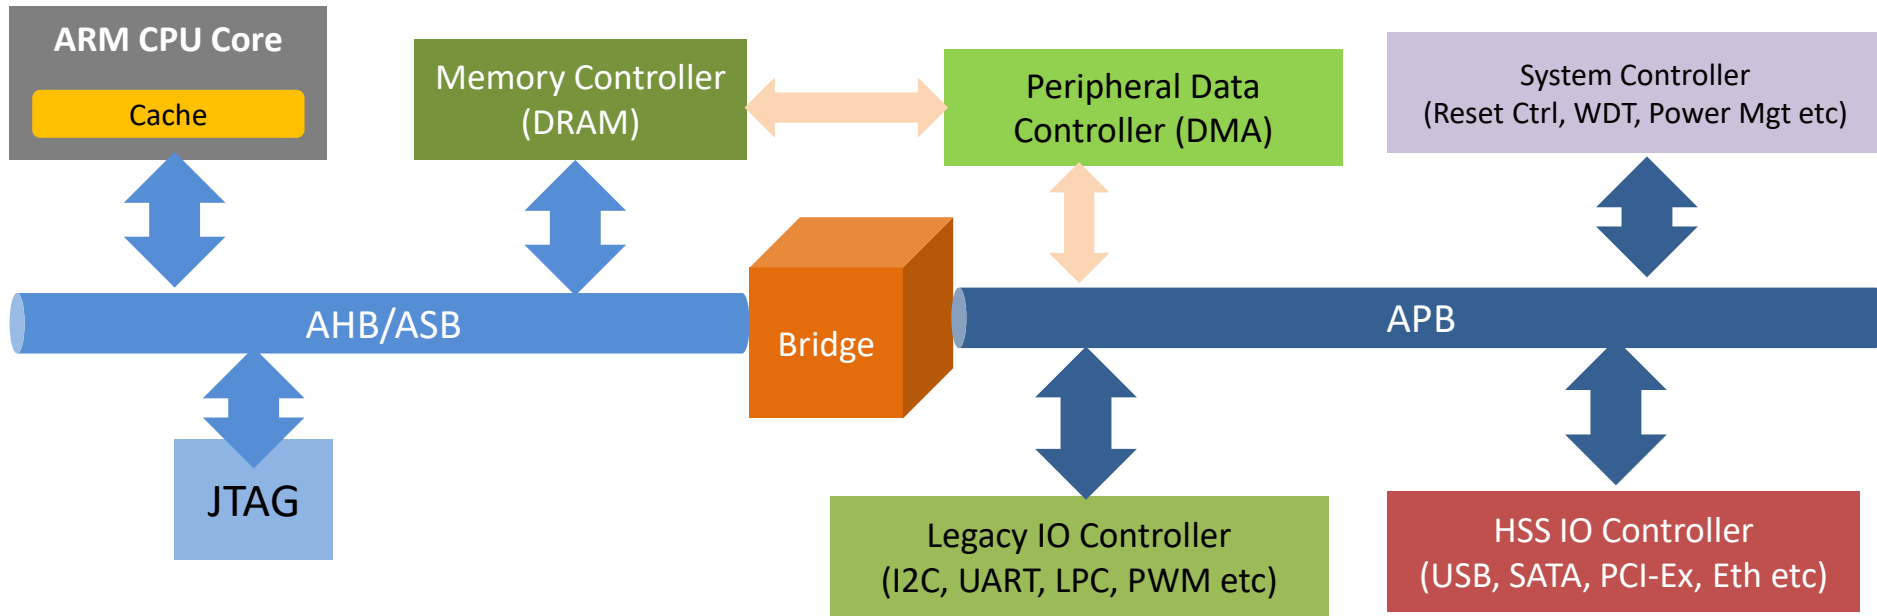 ARM CPU Core
Cache
Memory Controller
(DRAM)
Peripheral Data
Controller (DMA)
System Controller
(Reset Ctrl, WDT, Power Mgt etc)
AHB/ASB
Bridge
APB
JTAG
Legacy IO Controller
(I2C, UART, LPC, PWM etc)
HSS IO Controller
(USB, SATA, PCI-Ex, Eth etc)